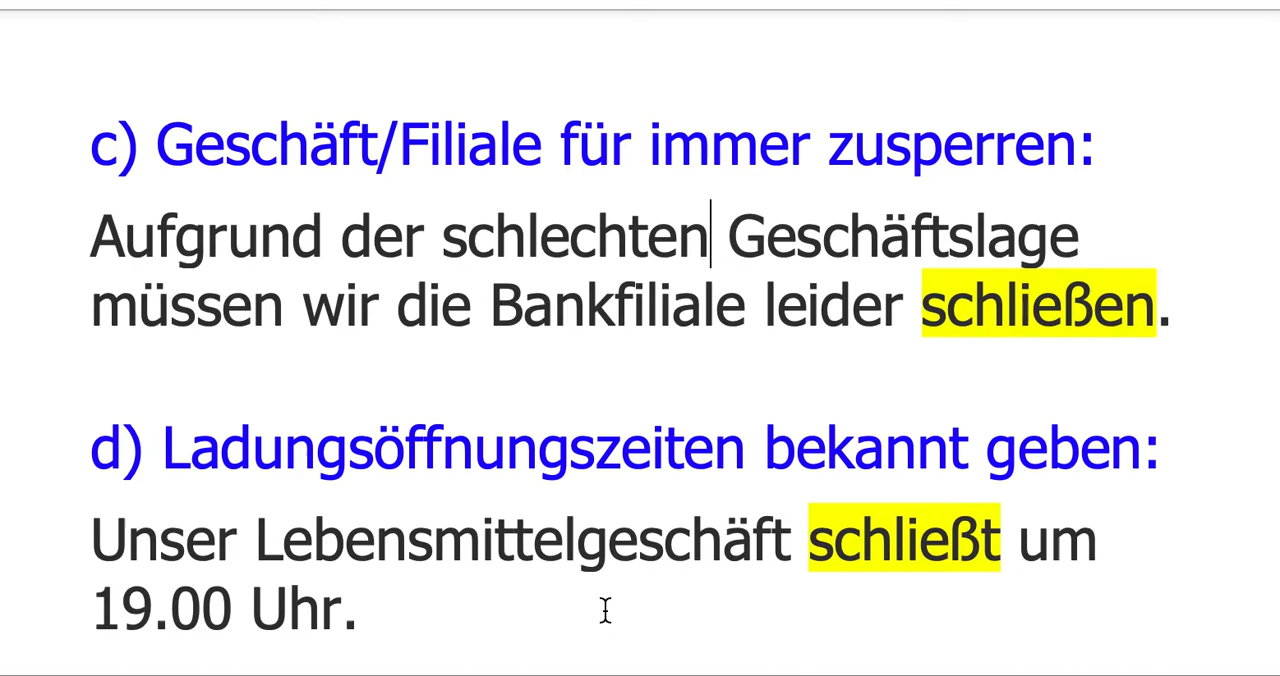 c) Geschäft/Filiale für immer zusperren:
Aufgrund der schlechten Geschäftslage
müssen wir die Bankfiliale leider schließen.
d) Ladungsöffnungszeiten bekannt geben:
Unser Lebensmittelgeschäft schließt um
19.00 Uhr.